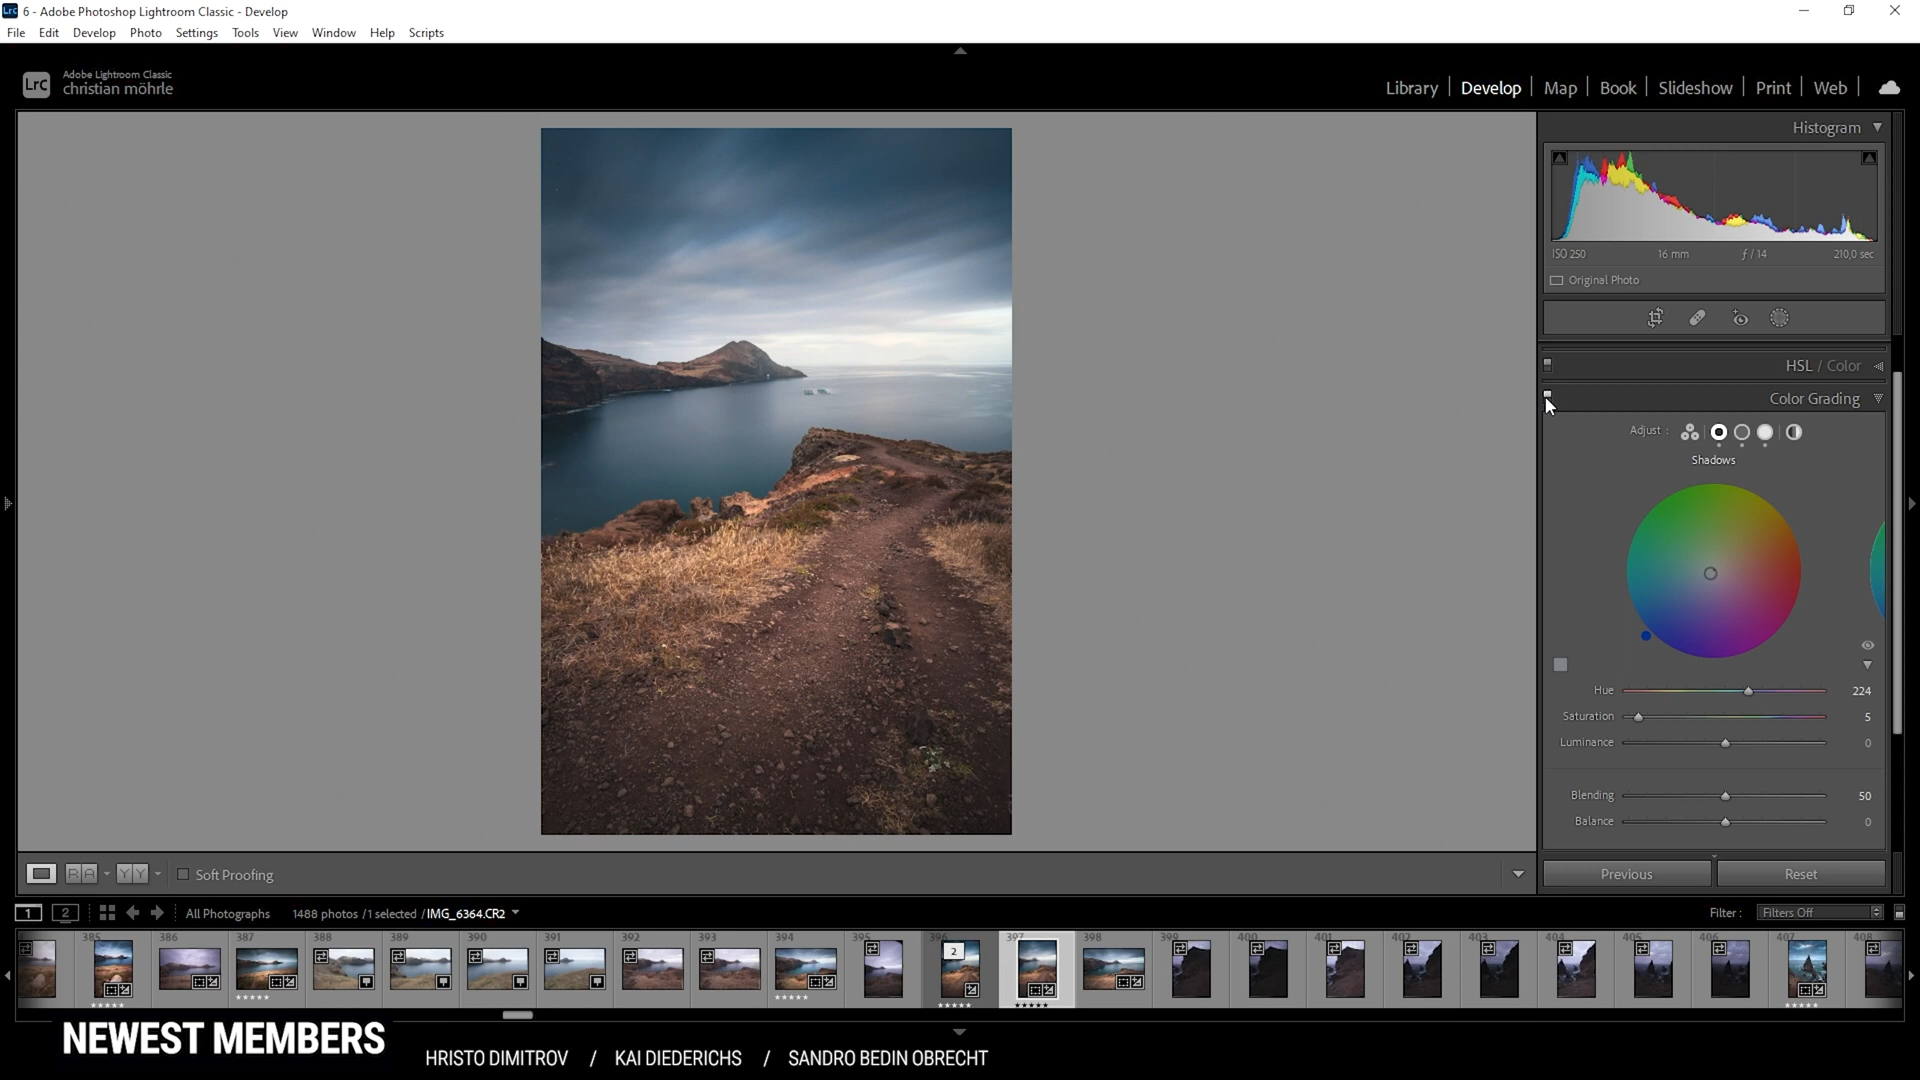 Lrc 6 - Adobe Photoshop Lightroom Classic - Develop
File Edit Develop Photo Settings Tools View Window Help Scripts
Lrc Adobe Lightroom Classic
christian möhrle
Library Develop Map Book Slideshow Print Web
Histogram
ISO 250 16 mm ƒ / 14 210,0 sec
Original Photo
HSL / Color
Color Grading
Adjust :
Shadows
Hue 224
Saturation 5
Luminance 0
Blending 50
Balance 0
Previous Reset
R A Y Y Soft Proofing
1 2 All Photographs 1488 photos / 1 selected / IMG_6364.CR2 Filter : Filters Off
385 386 387 388 389 390 391 392 393 394 395 396 397 398 399 400 401 402 403 404 405 406 407 408
2
NEWEST MEMBERS
HRISTO DIMITROV / KAI DIEDERICHS / SANDRO BEDIN OBRECHT